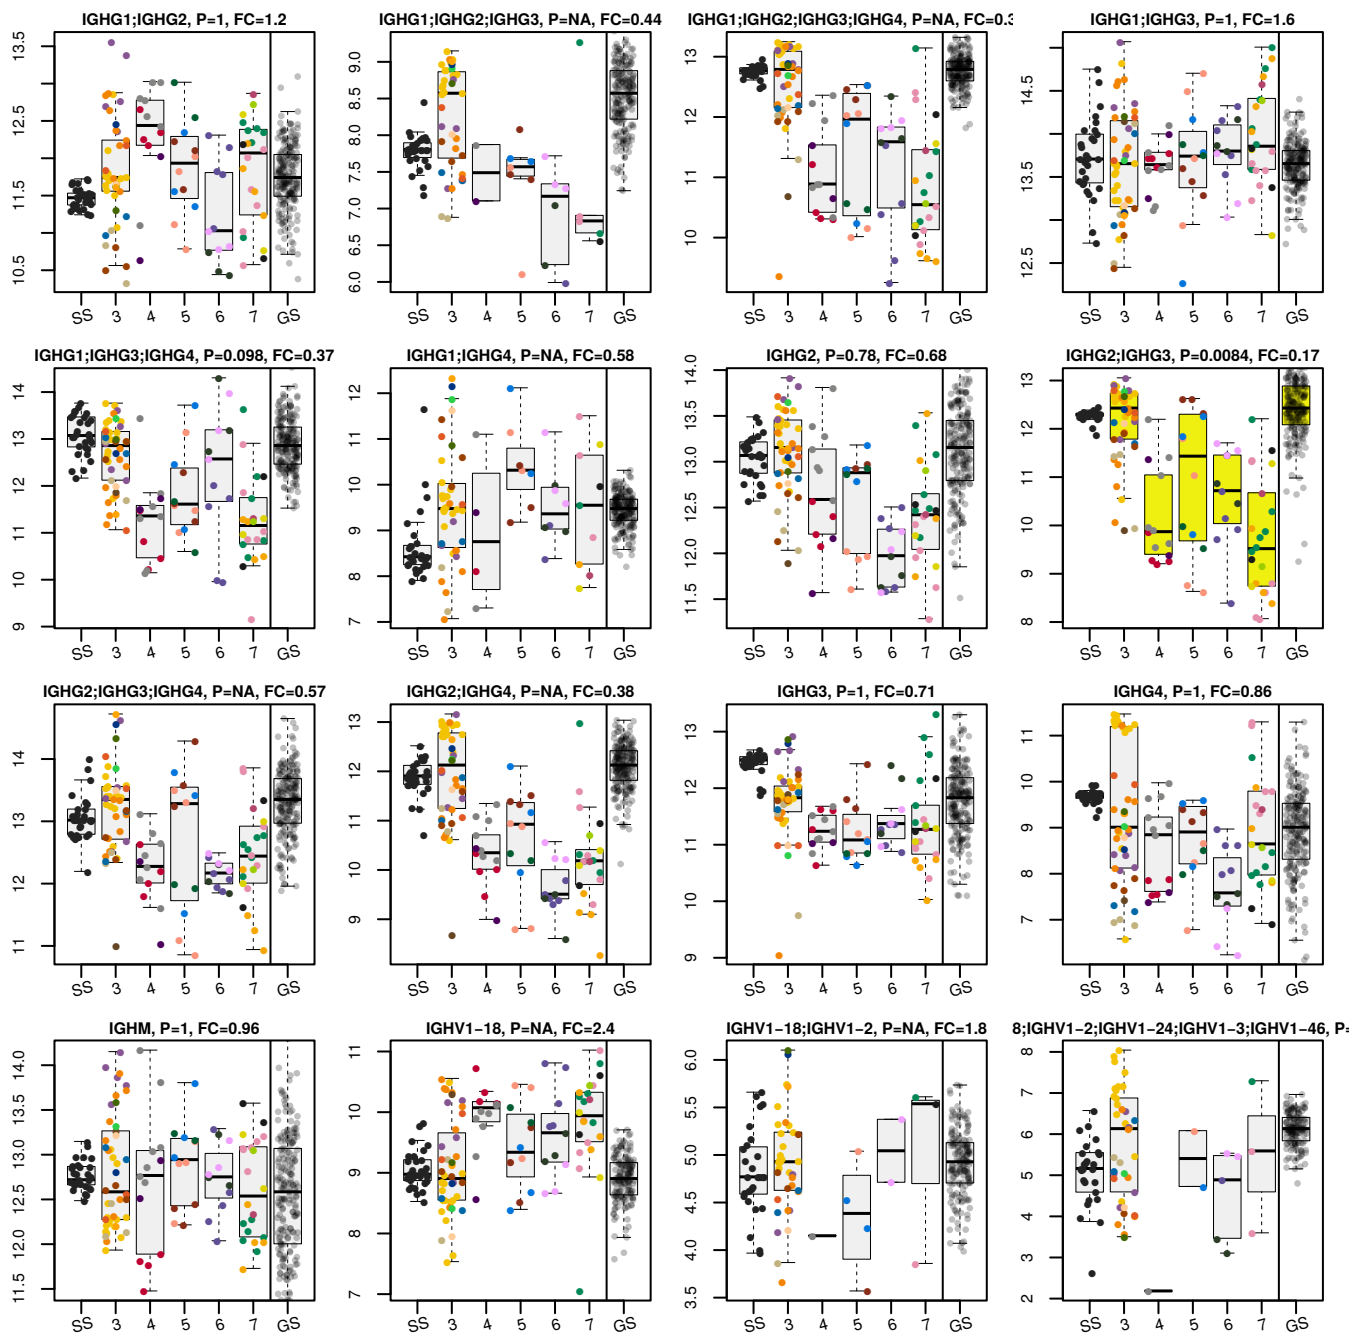 IGHG1;IGHG2, P=1, FC=1.2
IGHG1;IGHG2;IGHG3, P=NA, FC=0.44
IGHG1;IGHG2;IGHG3;IGHG4, P=NA, FC=0.3
IGHG1;IGHG3, P=1, FC=1.6
10.5 11.5 12.5 13.5
SS 3 4 5 6 7 GS
6.0 6.5 7.0 7.5 8.0 8.5 9.0
SS 3 4 5 6 7 GS
10 11 12 13
SS 3 4 5 6 7 GS
12.5 13.5 14.5
SS 3 4 5 6 7 GS
IGHG1;IGHG3;IGHG4, P=0.098, FC=0.37
IGHG1;IGHG4, P=NA, FC=0.58
IGHG2, P=0.78, FC=0.68
IGHG2;IGHG3, P=0.0084, FC=0.17
9 10 11 12 13 14
SS 3 4 5 6 7 GS
7 8 9 10 11 12
SS 3 4 5 6 7 GS
11.5 12.0 12.5 13.0 13.5 14.0
SS 3 4 5 6 7 GS
8 9 10 11 12 13
SS 3 4 5 6 7 GS
IGHG2;IGHG3;IGHG4, P=NA, FC=0.57
IGHG2;IGHG4, P=NA, FC=0.38
IGHG3, P=1, FC=0.71
IGHG4, P=1, FC=0.86
11 12 13 14
SS 3 4 5 6 7 GS
9 10 11 12 13
SS 3 4 5 6 7 GS
9 10 11 12 13
SS 3 4 5 6 7 GS
7 8 9 10 11
SS 3 4 5 6 7 GS
IGHM, P=1, FC=0.96
IGHV1−18, P=NA, FC=2.4
IGHV1−18;IGHV1−2, P=NA, FC=1.8
8;IGHV1−2;IGHV1−24;IGHV1−3;IGHV1−46, P=
11.5 12.0 12.5 13.0 13.5 14.0
SS 3 4 5 6 7 GS
7 8 9 10 11
SS 3 4 5 6 7 GS
3.5 4.0 4.5 5.0 5.5 6.0
SS 3 4 5 6 7 GS
2 3 4 5 6 7 8
SS 3 4 5 6 7 GS